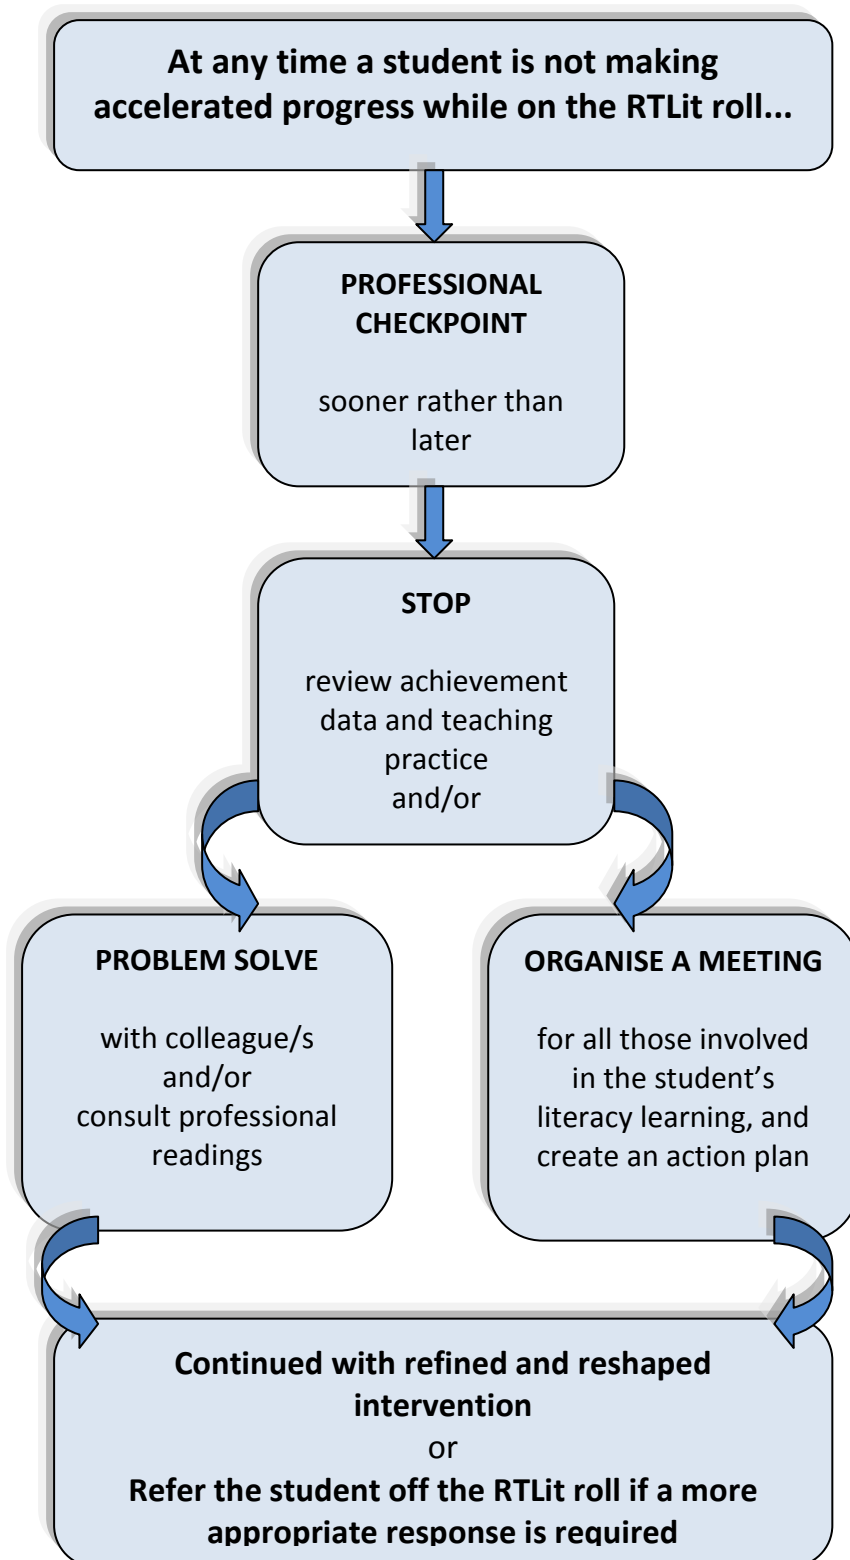 At any time a student is not making
accelerated progress while on the RTLit roll...
PROFESSIONAL
CHECKPOINT
sooner rather than
later
STOP
review achievement
data and teaching
practice
and/or
PROBLEM SOLVE
with colleague/s
and/or
consult professional
readings
ORGANISE A MEETING
for all those involved
in the student’s
literacy learning, and
create an action plan
Continued with refined and reshaped
intervention
or
Refer the student off the RTLit roll if a more
appropriate response is required